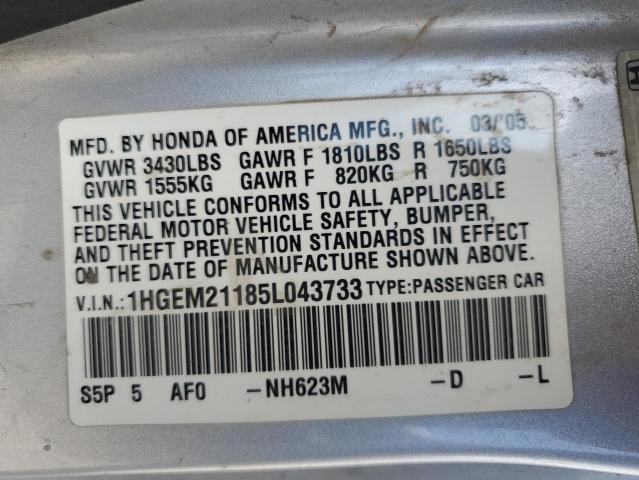 MFD. BY HONDA OF AMERICA MFG., INC. 03/'05
GVWR 3430LBS GAWR F 1810LBS R 1650LBS
GVWR 1555KG GAWR F 820KG R 750KG
THIS VEHICLE CONFORMS TO ALL APPLICABLE
FEDERAL MOTOR VEHICLE SAFETY, BUMPER,
AND THEFT PREVENTION STANDARDS IN EFFECT
ON THE DATE OF MANUFACTURE SHOWN ABOVE.
V.I.N.: 1HGEM21185L043733 TYPE: PASSENGER CAR
S5P 5 AF0 -NH623M -D -L